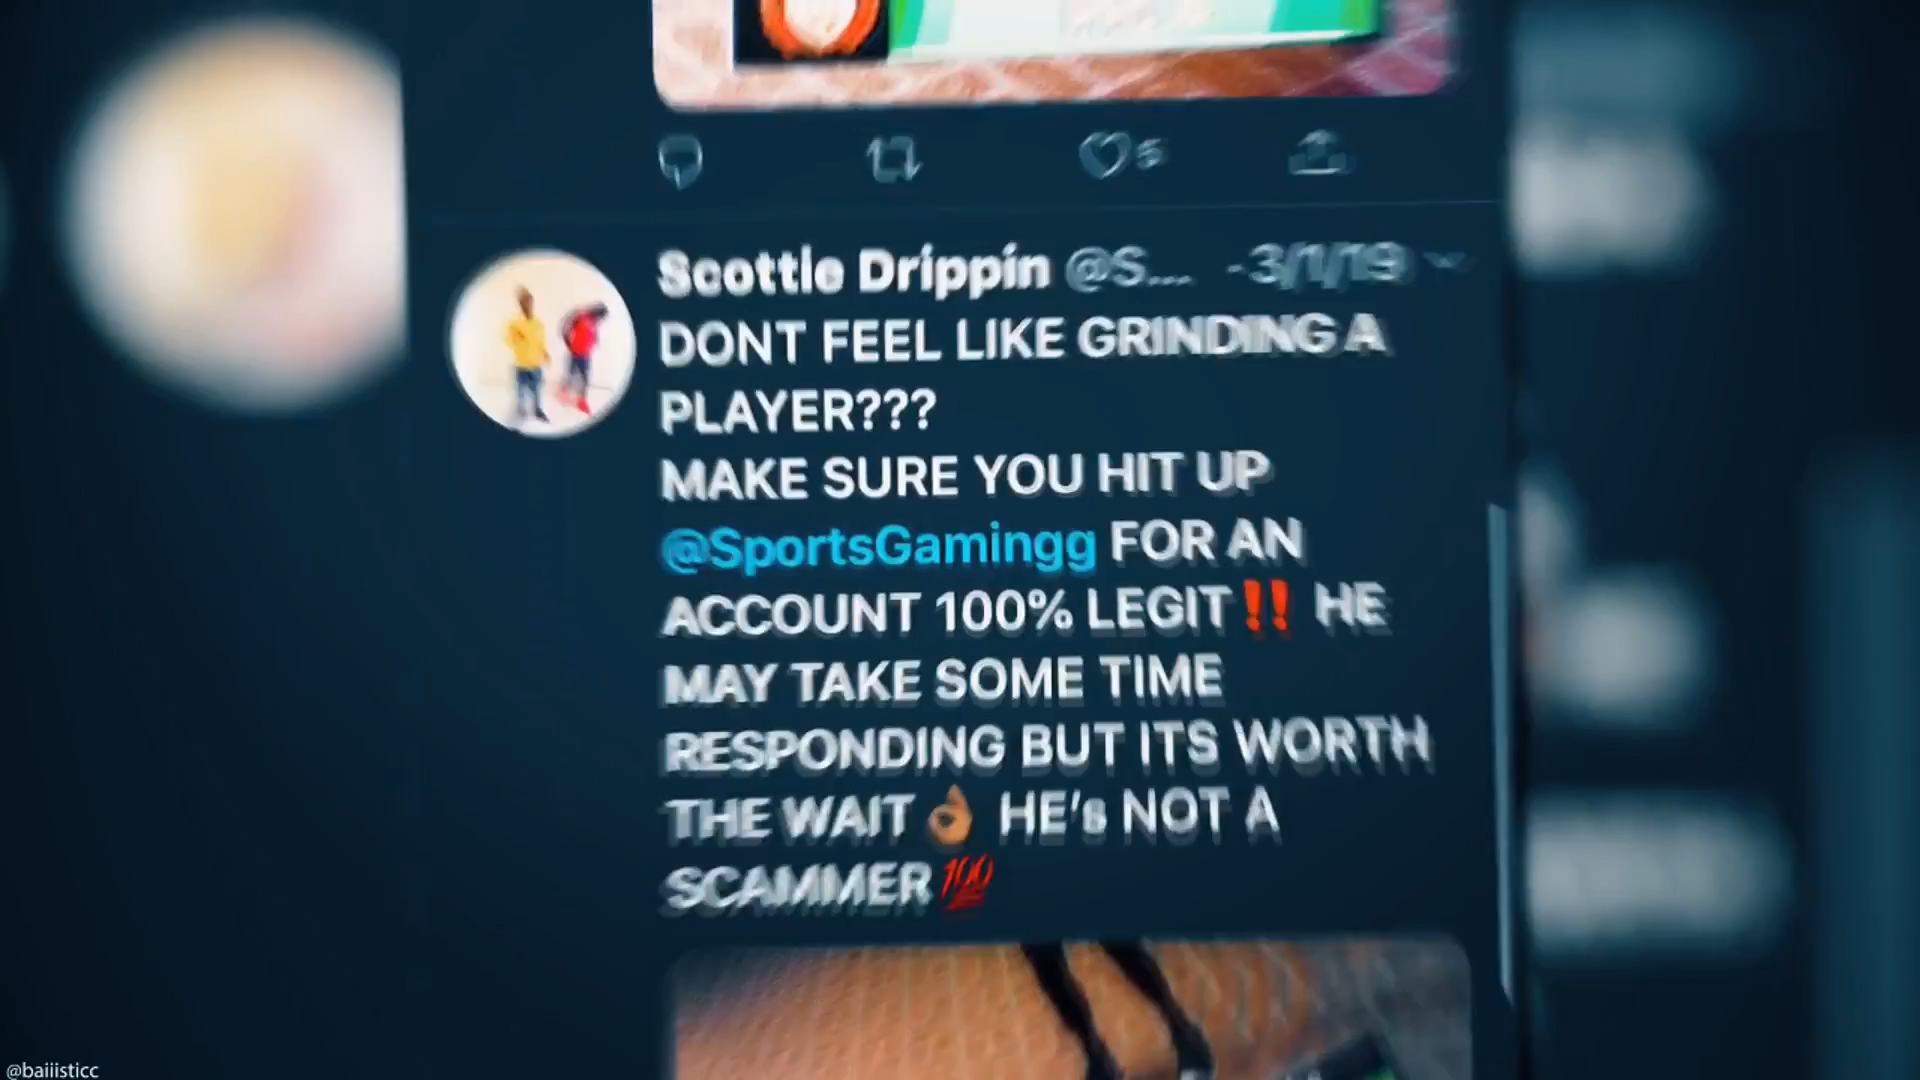 5
Scottie Drippin @S... · 3/1/19
DONT FEEL LIKE GRINDING A
PLAYER???
MAKE SURE YOU HIT UP
@SportsGamingg FOR AN
ACCOUNT 100% LEGIT‼️ HE
MAY TAKE SOME TIME
RESPONDING BUT ITS WORTH
THE WAIT👌🏽 HE's NOT A
SCAMMER💯
@baiiisticc